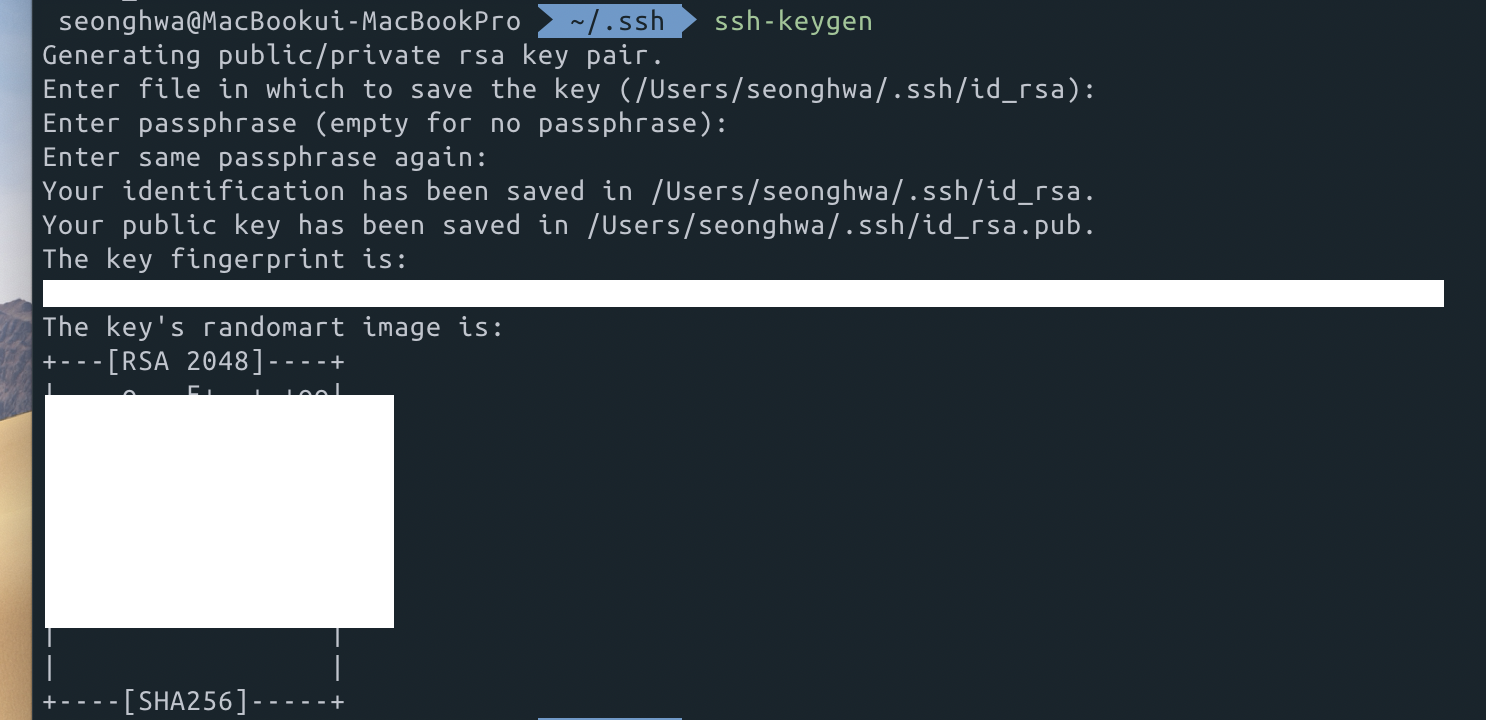 seonghwa@MacBookui-MacBookPro ~/.ssh ssh-keygen
Generating public/private rsa key pair.
Enter file in which to save the key (/Users/seonghwa/.ssh/id_rsa):
Enter passphrase (empty for no passphrase):
Enter same passphrase again:
Your identification has been saved in /Users/seonghwa/.ssh/id_rsa.
Your public key has been saved in /Users/seonghwa/.ssh/id_rsa.pub.
The key fingerprint is:
The key's randomart image is:
+---[RSA 2048]----+
|                 |
|                 |
+----[SHA256]-----+